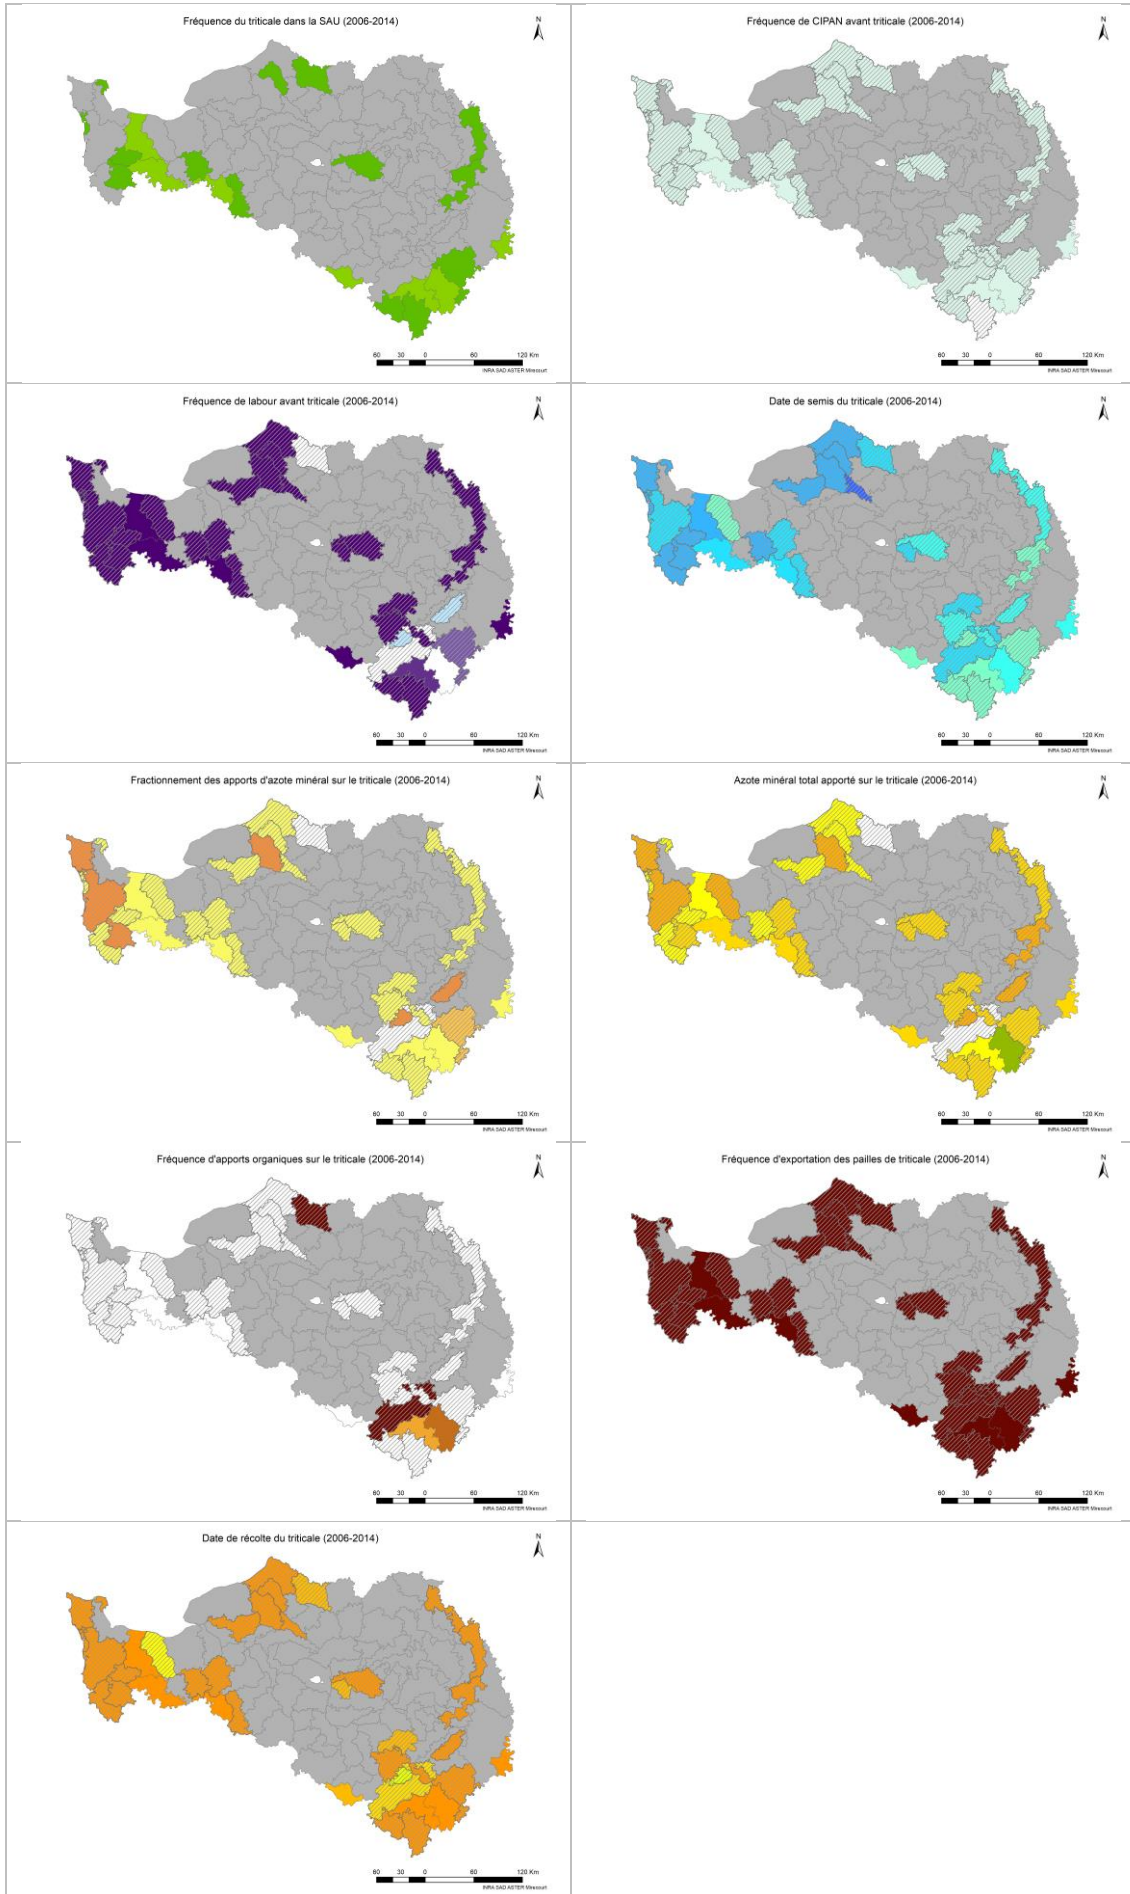 Fréquence du triticale dans la SAU (2006-2014)
N
60 30 0 60 120 Km
INRA SAD ASTER Mirecourt
Fréquence de CIPAN avant triticale (2006-2014)
N
60 30 0 60 120 Km
INRA SAD ASTER Mirecourt
Fréquence de labour avant triticale (2006-2014)
N
60 30 0 60 120 Km
INRA SAD ASTER Mirecourt
Date de semis du triticale (2006-2014)
N
60 30 0 60 120 Km
INRA SAD ASTER Mirecourt
Fractionnement des apports d'azote minéral sur le triticale (2006-2014)
N
60 30 0 60 120 Km
INRA SAD ASTER Mirecourt
Azote minéral total apporté sur le triticale (2006-2014)
N
60 30 0 60 120 Km
INRA SAD ASTER Mirecourt
Fréquence d'apports organiques sur le triticale (2006-2014)
N
60 30 0 60 120 Km
INRA SAD ASTER Mirecourt
Fréquence d'exportation des pailles de triticale (2006-2014)
N
60 30 0 60 120 Km
INRA SAD ASTER Mirecourt
Date de récolte du triticale (2006-2014)
N
60 30 0 60 120 Km
INRA SAD ASTER Mirecourt